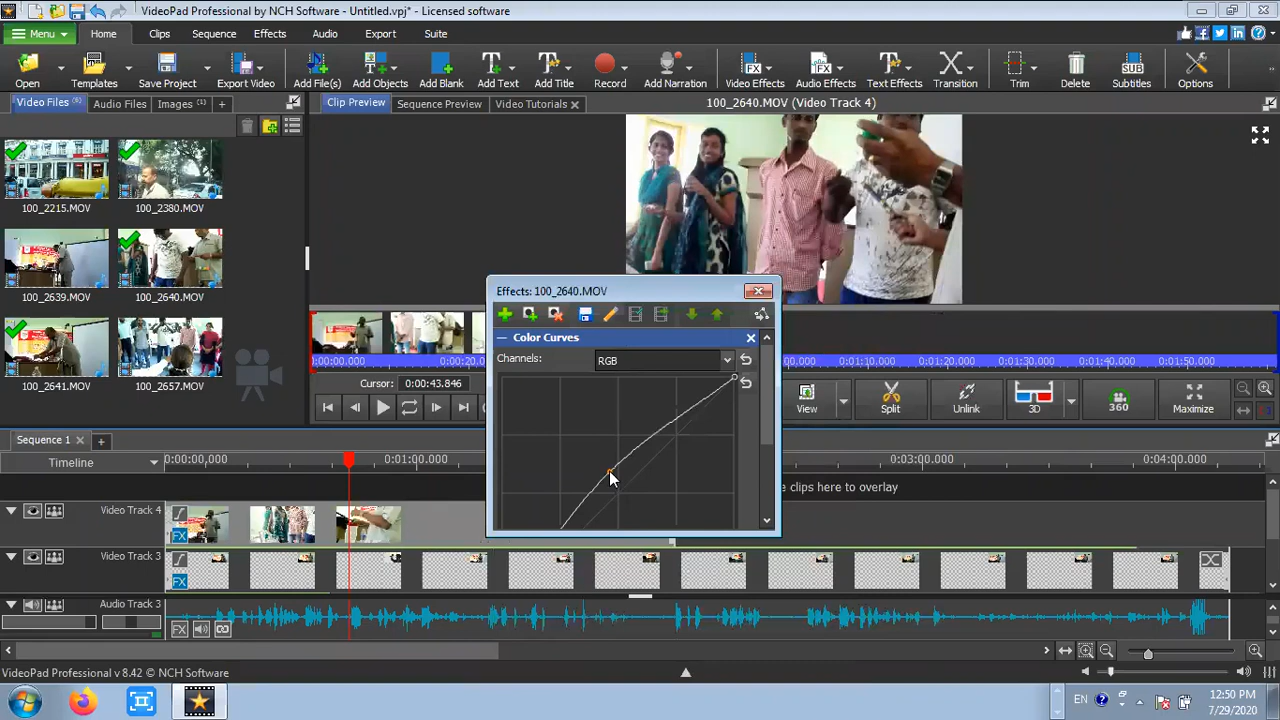 VideoPad Professional by NCH Software - Untitled.vpj* - Licensed software
Menu Home Clips Sequence Effects Audio Export Suite
Open Templates Save Project Export Video Add File(s) Add Objects Add Blank Add Text Add Title Record Add Narration Video Effects Audio Effects Text Effects Transition Trim Delete Subtitles Options
Video Files (6) Audio Files Images (1) + Clip Preview Sequence Preview Video Tutorials 100_2640.MOV (Video Track 4)
100_2215.MOV 100_2380.MOV
100_2639.MOV 100_2640.MOV
100_2641.MOV 100_2657.MOV
Effects: 100_2640.MOV
Color Curves
Channels: RGB
0:00:00.000 0:00:20. 1:10.000 0:01:20.000 0:01:30.000 0:01:40.000
Cursor: 0:00:43.846
View Split Unlink 3D 360 Maximize
Sequence 1 +
Timeline 0:00:00,000 0:01:00.000 0:03:00.000 0:04:00.000
e clips here to overlay
Video Track 4
FX
Video Track 3
FX
Audio Track 3
FX
VideoPad Professional v 8.42 © NCH Software
EN 12:50 PM
7/29/2020